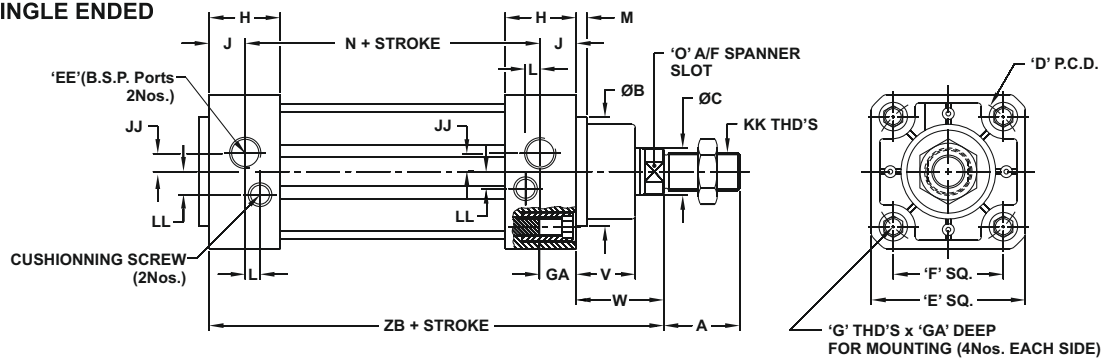 INGLE ENDED
H
H
M
J
N + STROKE
J
'O' A/F SPANNER
SLOT
'D' P.C.D.
L
'EE'(B.S.P. Ports
2Nos.)
ØB
ØC
KK THD'S
JJ
JJ
LL
LL
CUSHIONNING SCREW
(2Nos.)
L
GA
V
W
'F' SQ.
'E' SQ.
ZB + STROKE
A
'G' THD'S x 'GA' DEEP
FOR MOUNTING (4Nos. EACH SIDE)